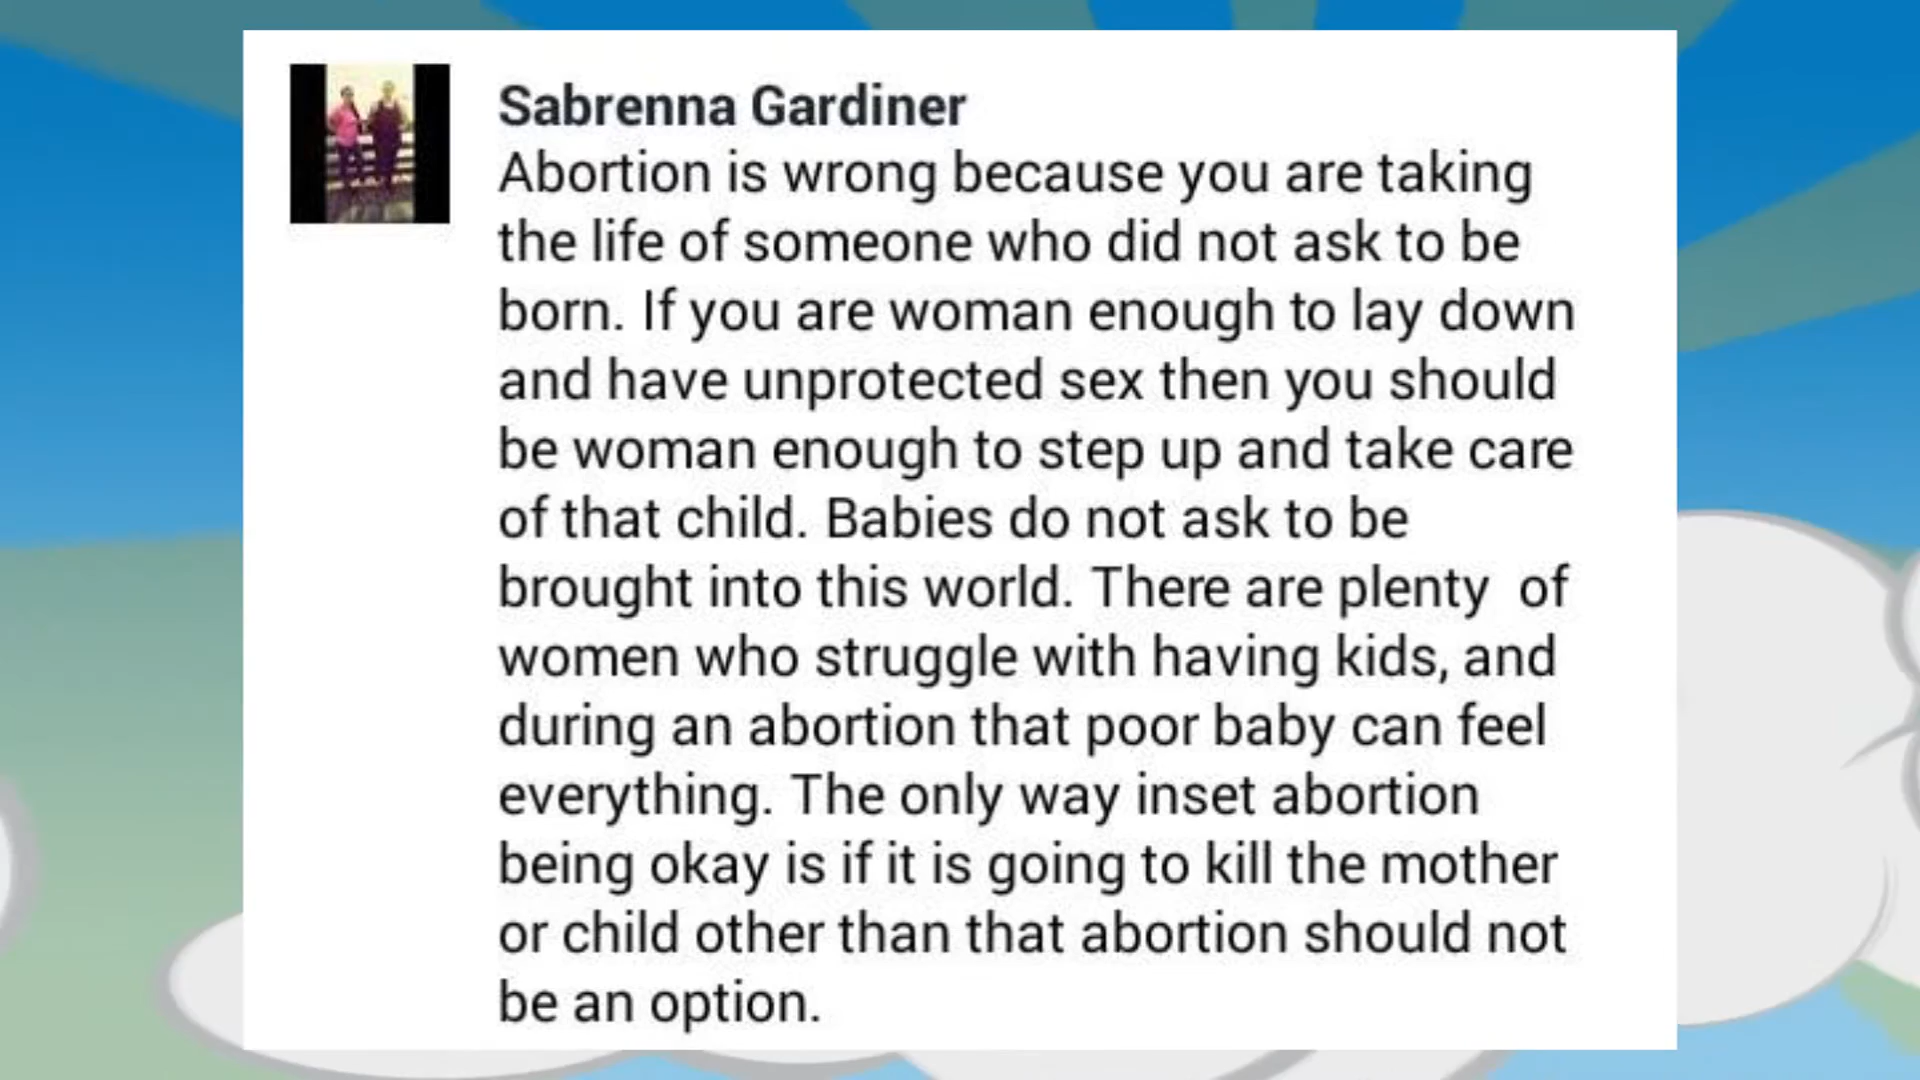 Sabrenna Gardiner
Abortion is wrong because you are taking
the life of someone who did not ask to be
born. If you are woman enough to lay down
and have unprotected sex then you should
be woman enough to step up and take care
of that child. Babies do not ask to be
brought into this world. There are plenty  of
women who struggle with having kids, and
during an abortion that poor baby can feel
everything. The only way inset abortion
being okay is if it is going to kill the mother
or child other than that abortion should not
be an option.